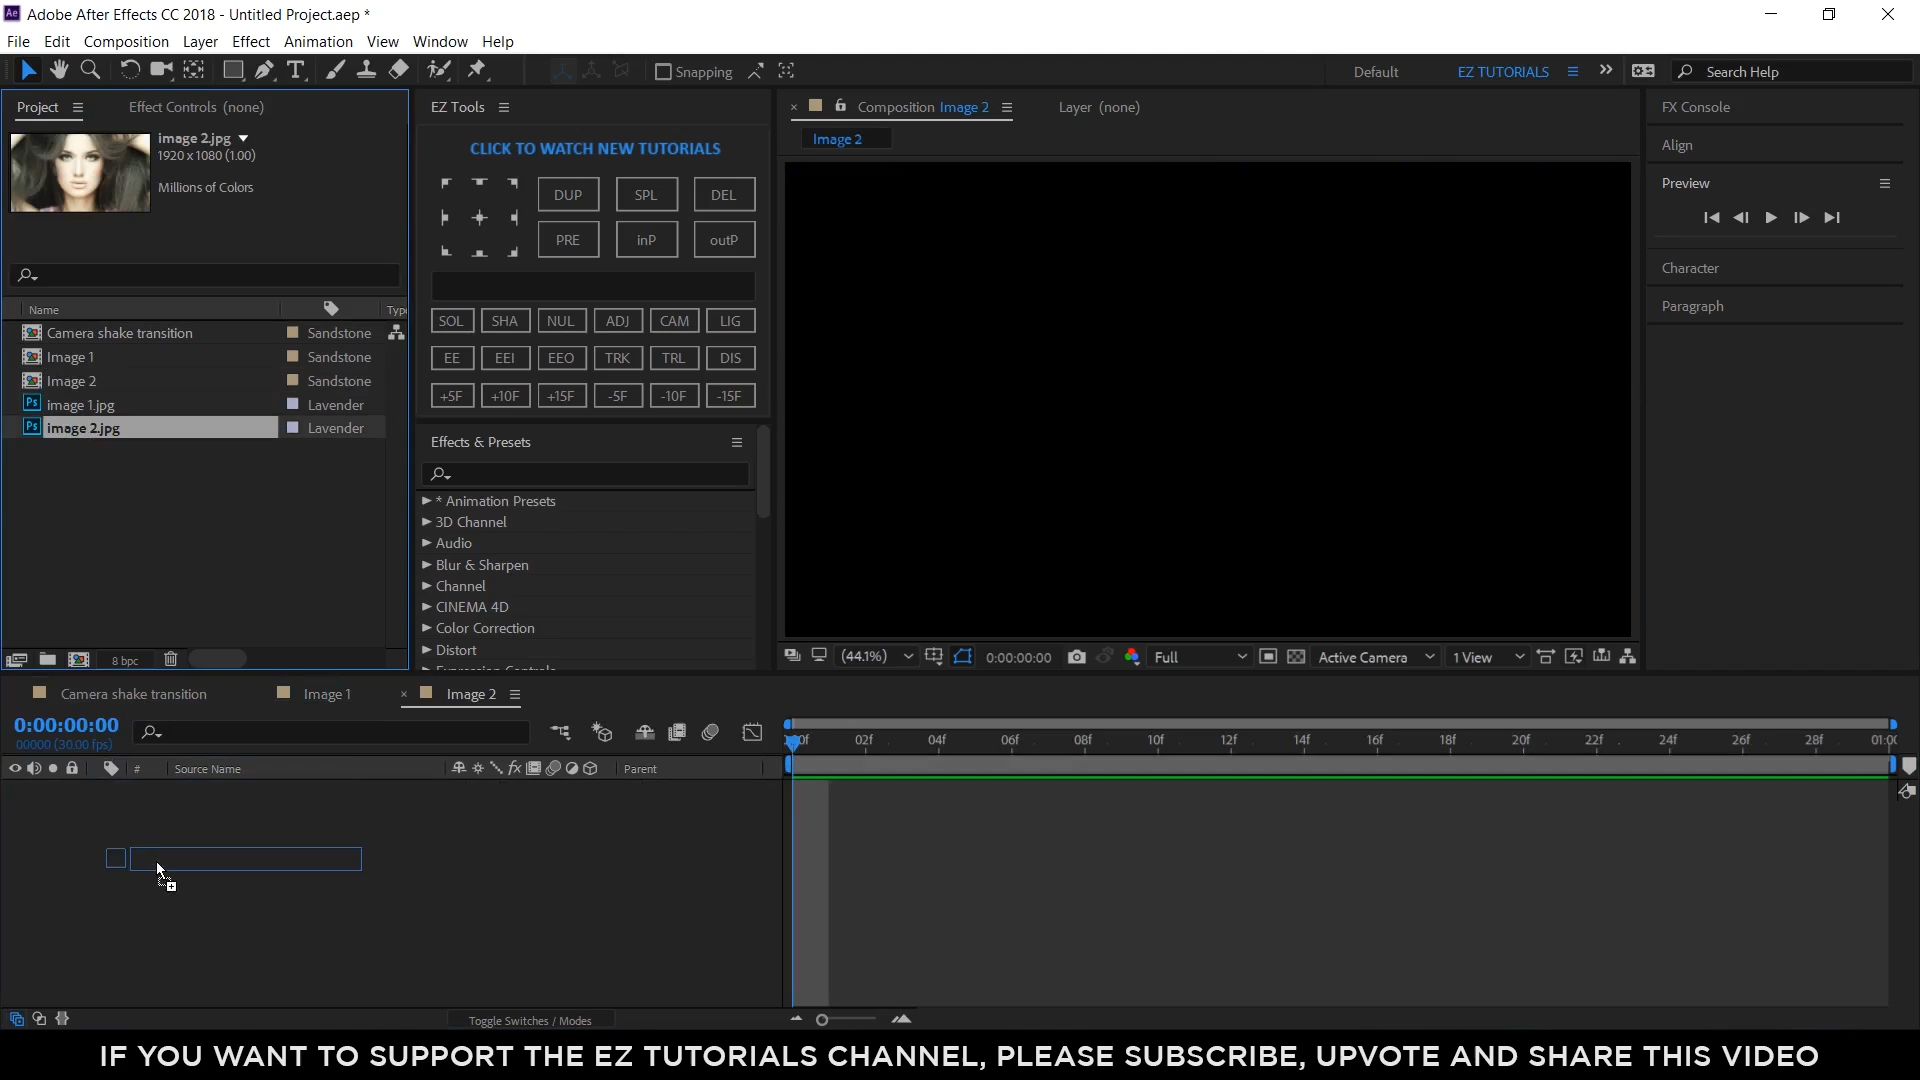 Ae Adobe After Effects CC 2018 - Untitled Project.aep *
File Edit Composition Layer Effect Animation View Window Help
Snapping Default EZ TUTORIALS Search Help
Project Effect Controls (none)
image 2.jpg
1920 x 1080 (1.00)
Millions of Colors
Name Type
Camera shake transition Sandstone
Image 1 Sandstone
Image 2 Sandstone
Ps image 1.jpg Lavender
Ps image 2.jpg Lavender
8 bpc
EZ Tools
CLICK TO WATCH NEW TUTORIALS
DUP SPL DEL
PRE inP outP
SOL SHA NUL ADJ CAM LIG
EE EEI EEO TRK TRL DIS
+5F +10F +15F -5F -10F -15F
Effects & Presets
* Animation Presets
3D Channel
Audio
Blur & Sharpen
Channel
CINEMA 4D
Color Correction
Distort
Expression Controls
Composition Image 2 Layer (none)
Image 2
(44.1%) 0:00:00:00 Full Active Camera 1 View
FX Console
Align
Preview
Character
Paragraph
Camera shake transition Image 1 Image 2
0:00:00:00
00000 (30.00 fps)
02f 04f 06f 08f 10f 12f 14f 16f 18f 20f 22f 24f 26f 28f
# Source Name fx Parent
Toggle Switches / Modes
IF YOU WANT TO SUPPORT THE EZ TUTORIALS CHANNEL, PLEASE SUBSCRIBE, UPVOTE AND SHARE THIS VIDEO